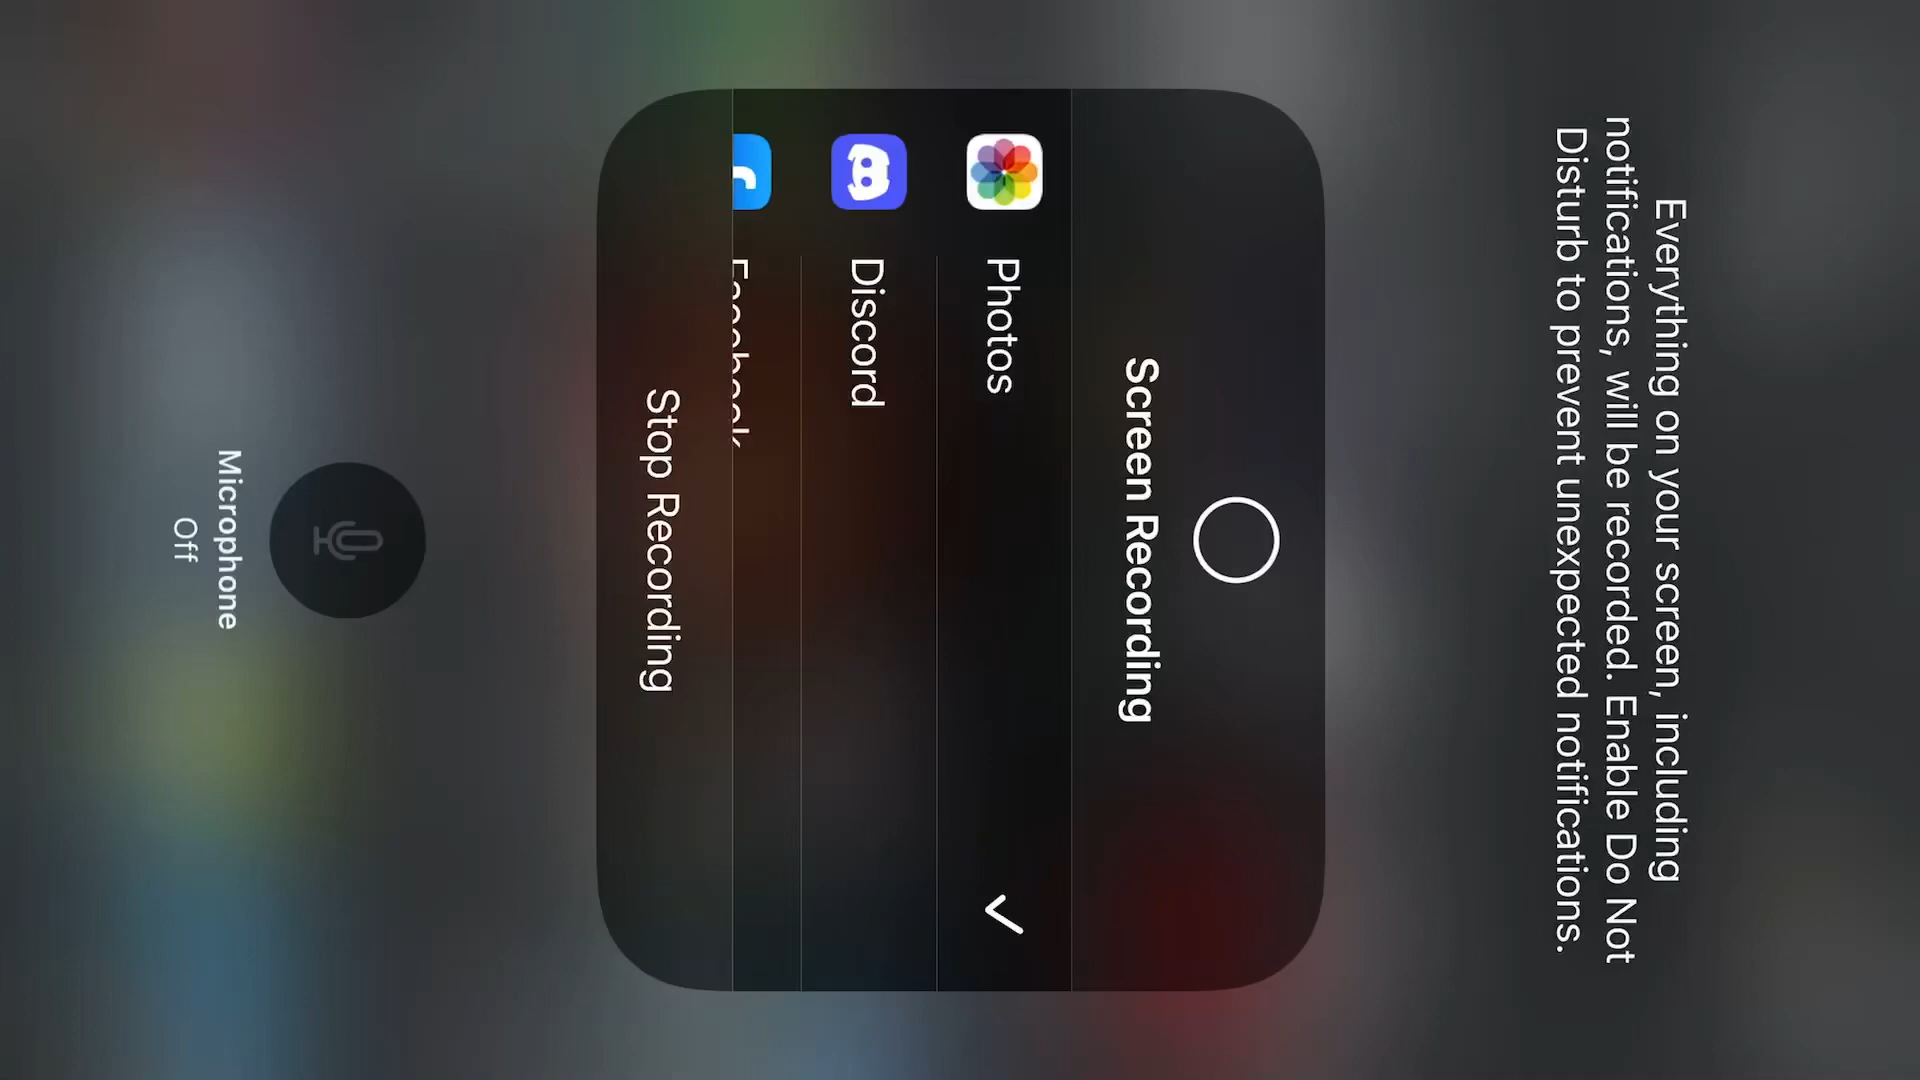 Everything on your screen, including
notifications, will be recorded. Enable Do Not
Disturb to prevent unexpected notifications.
Screen Recording
Photos
Discord
Facebook
Stop Recording
Microphone
Off